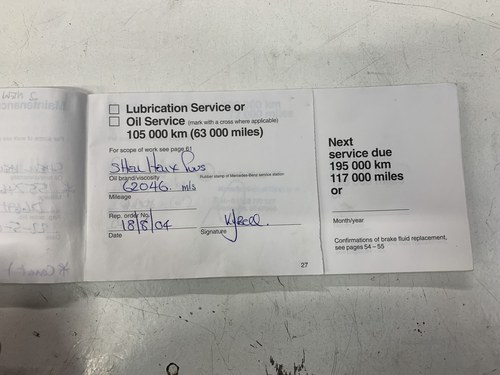 Lubrication Service or
Oil Service (mark with a cross where applicable)
105 000 km (63 000 miles)
For scope of work see page 61
Shell Helix Plus
Oil brand/viscosity
Rubber stamp of Mercedes-Benz service station
62046. mls
Mileage
Rep. order No.
18/8/04
Date
Signature
27
Next
service due
195 000 km
117 000 miles
or
Month/year
Confirmations of brake fluid replacement,
see pages 54 – 55